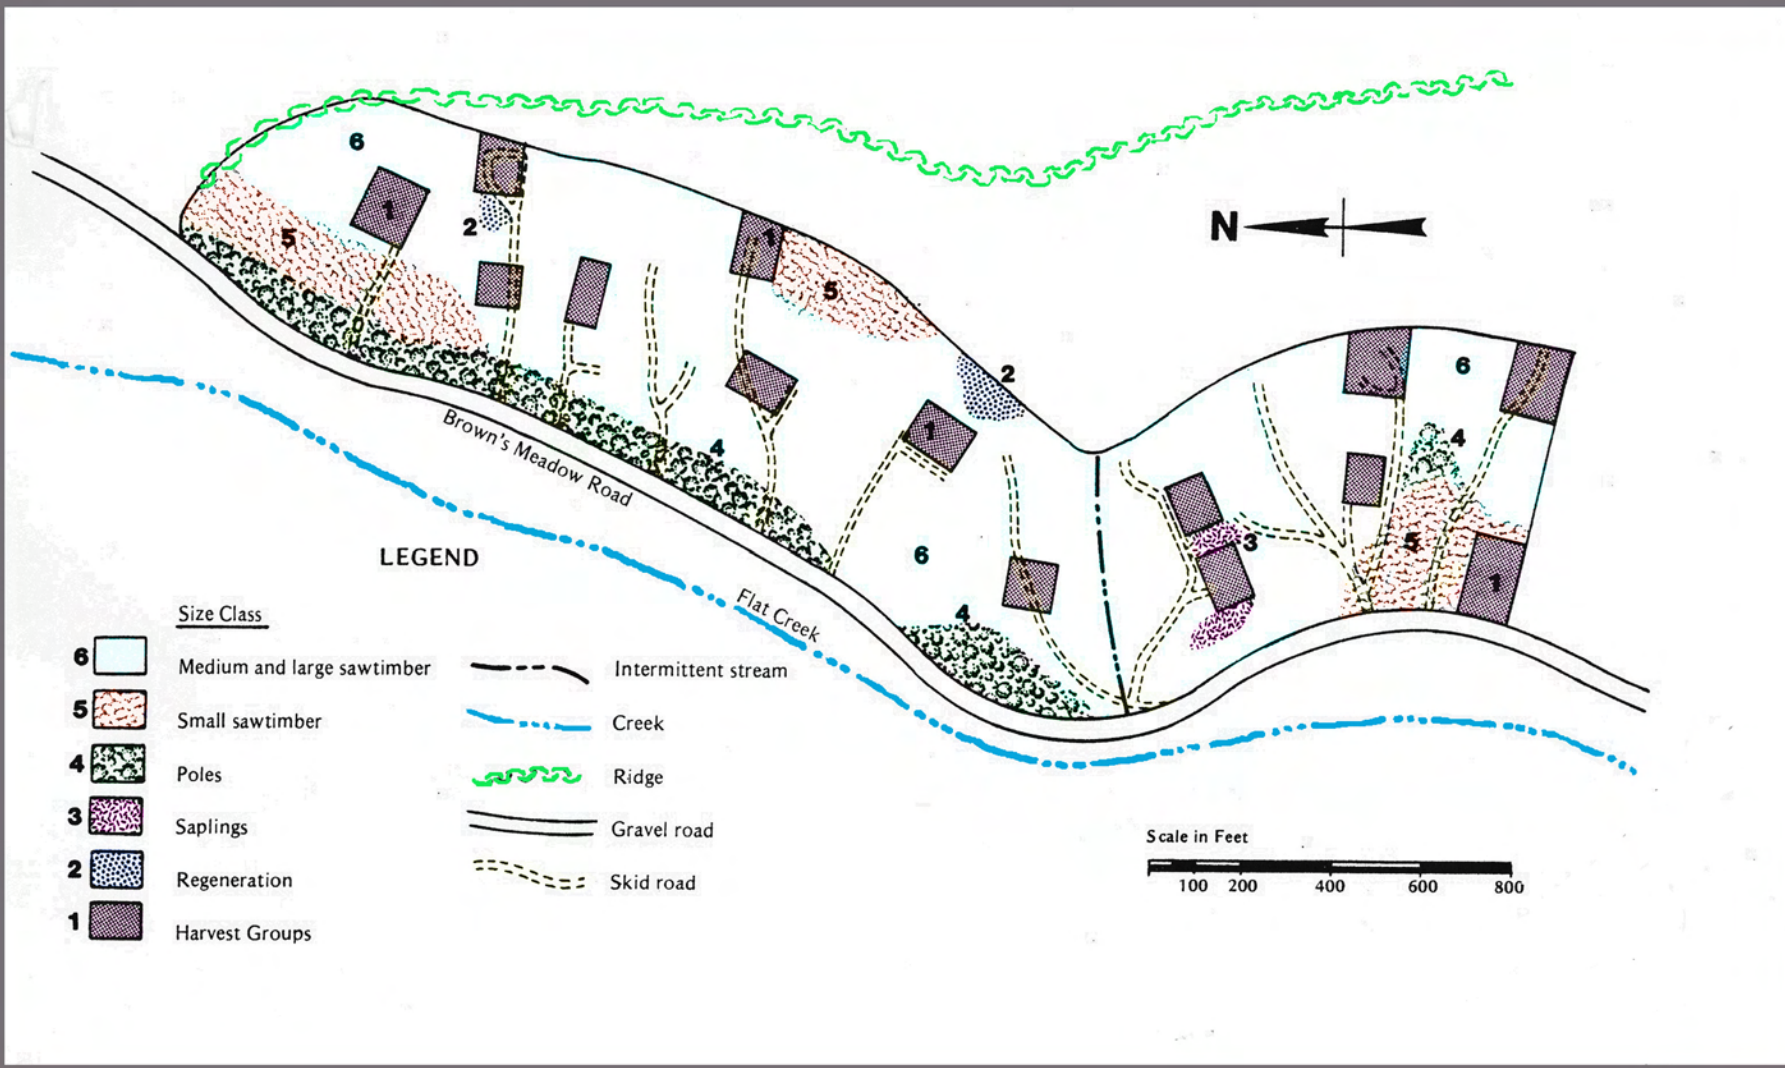 6
1
2
5
1
5
N
2
6
4
1
4
Brown's Meadow Road
3
5
6
1
4
Flat Creek
LEGEND
Size Class
6 Medium and large sawtimber
5 Small sawtimber
4 Poles
3 Saplings
2 Regeneration
1 Harvest Groups
Intermittent stream
Creek
Ridge
Gravel road
Skid road
Scale in Feet
100 200 400 600 800